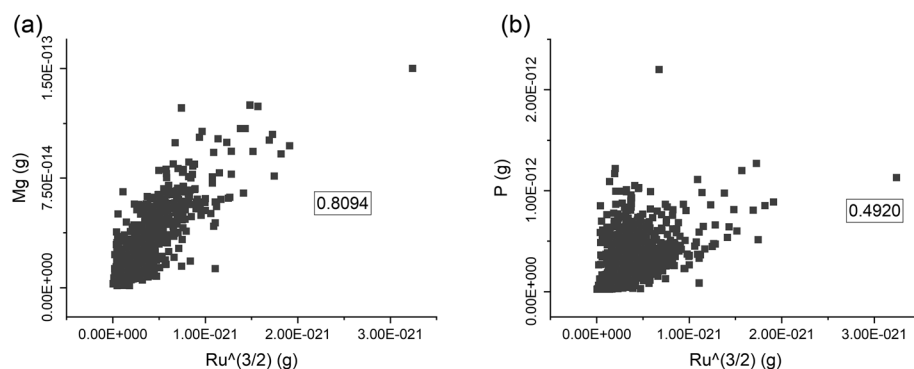 (a)
Mg (g)
1.50E-013
7.50E-014
0.00E+000
0.8094
0.00E+000 1.00E-021 2.00E-021 3.00E-021
Ru^(3/2) (g)
(b)
P (g)
2.00E-012
1.00E-012
0.00E+000
0.4920
0.00E+000 1.00E-021 2.00E-021 3.00E-021
Ru^(3/2) (g)